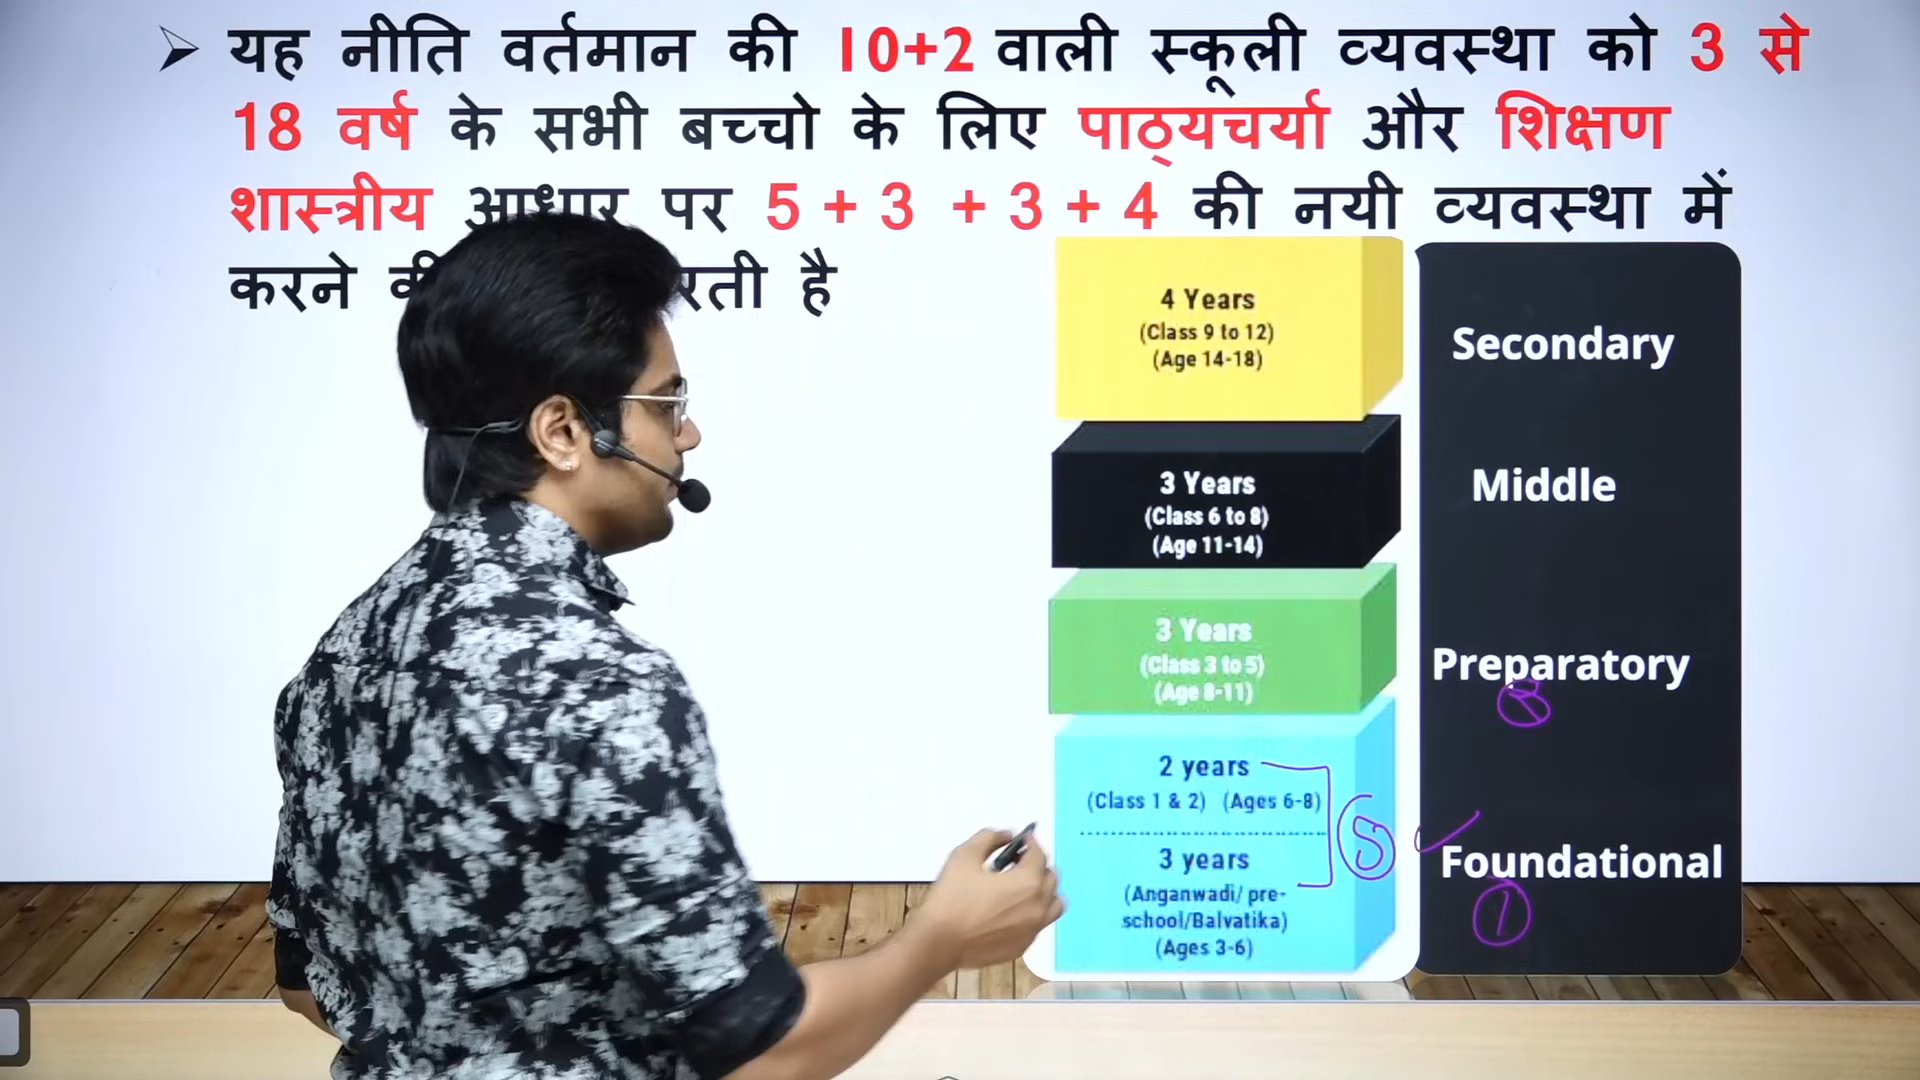 ➢ यह नीति वर्तमान की 10+2 वाली स्कूली व्यवस्था को 3 से
18 वर्ष के सभी बच्चो के लिए पाठ्यचर्या और शिक्षण
शास्त्रीय आधार पर 5 + 3 + 3 + 4 की नयी व्यवस्था में
करने रती है
4 Years
(Class 9 to 12)
(Age 14-18)
Secondary
3 Years
(Class 6 to 8)
(Age 11-14)
Middle
3 Years
(Class 3 to 5)
(Age 8-11)
Preparatory
2
2 years
(Class 1 & 2) (Ages 6-8)
5
3 years
(Anganwadi/ pre-
school/Balvatika)
(Ages 3-6)
Foundational
1